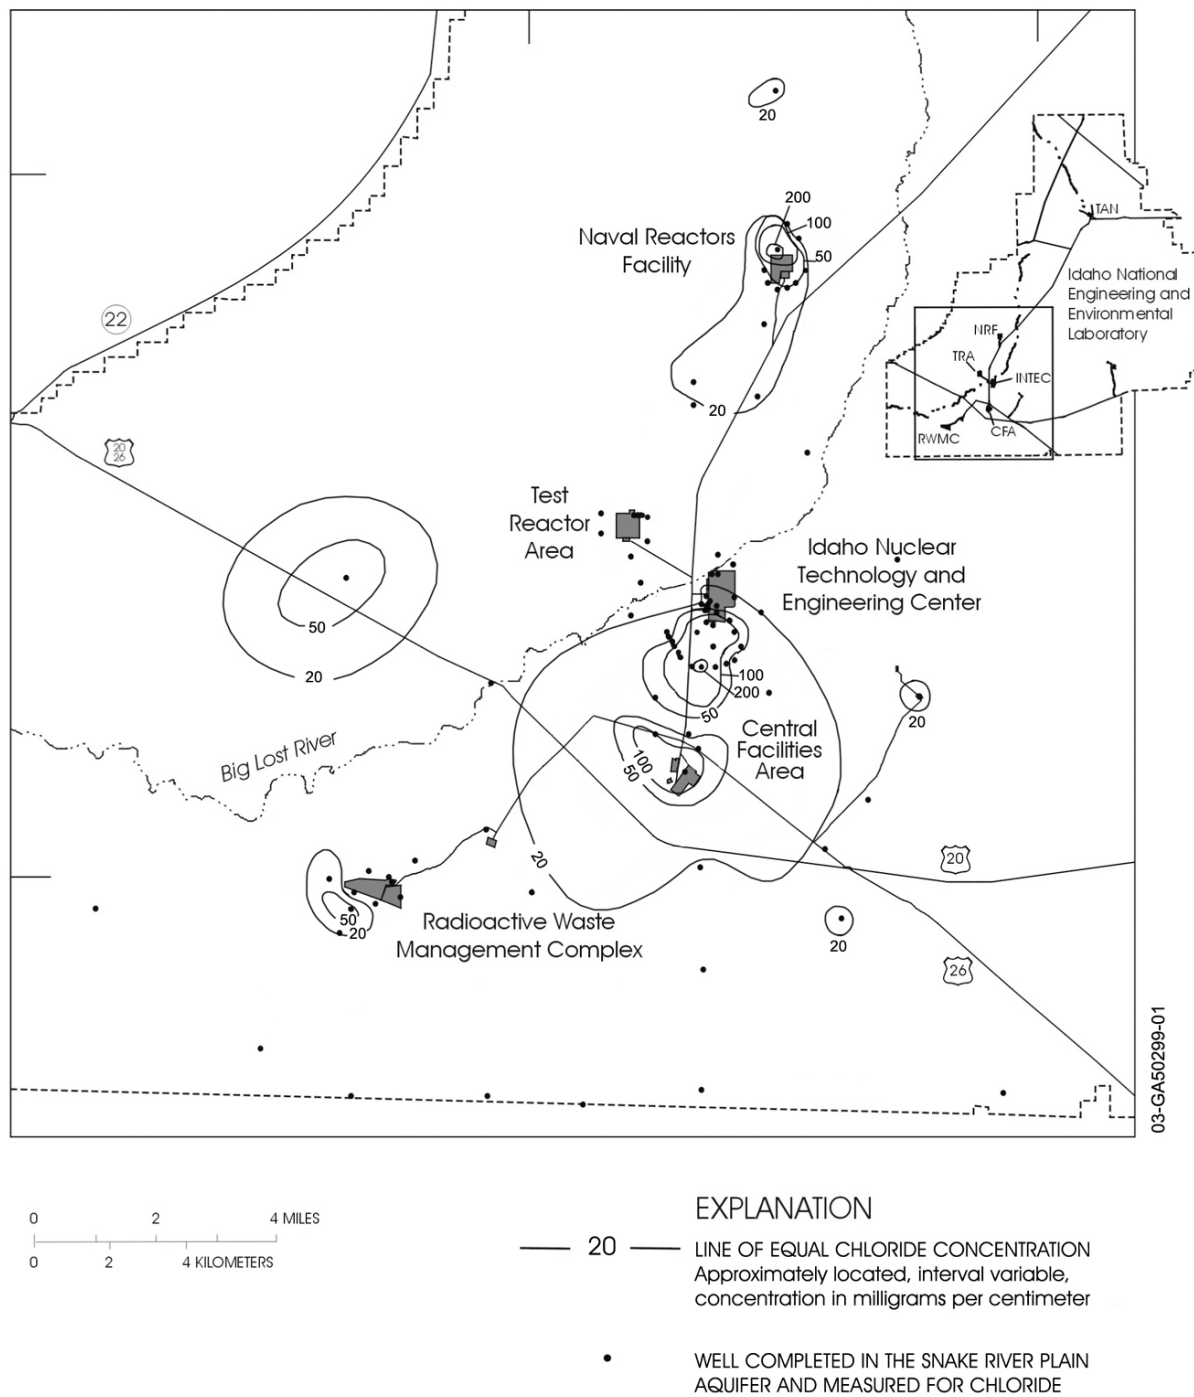 20
200
100
50
Naval Reactors
Facility
20
22
20
26
TAN
Idaho National
Engineering and
Environmental
Laboratory
NRF
TRA
INTEC
RWMC
CFA
Test
Reactor
Area
Idaho Nuclear
Technology and
Engineering Center
50
20
100
200
50
20
Big Lost River
Central
Facilities
Area
100
50
20
20
50
20
Radioactive Waste
Management Complex
20
26
03-GA50299-01
0 2 4 MILES
0 2 4 KILOMETERS
EXPLANATION
20
LINE OF EQUAL CHLORIDE CONCENTRATION
Approximately located, interval variable,
concentration in milligrams per centimeter
WELL COMPLETED IN THE SNAKE RIVER PLAIN
AQUIFER AND MEASURED FOR CHLORIDE